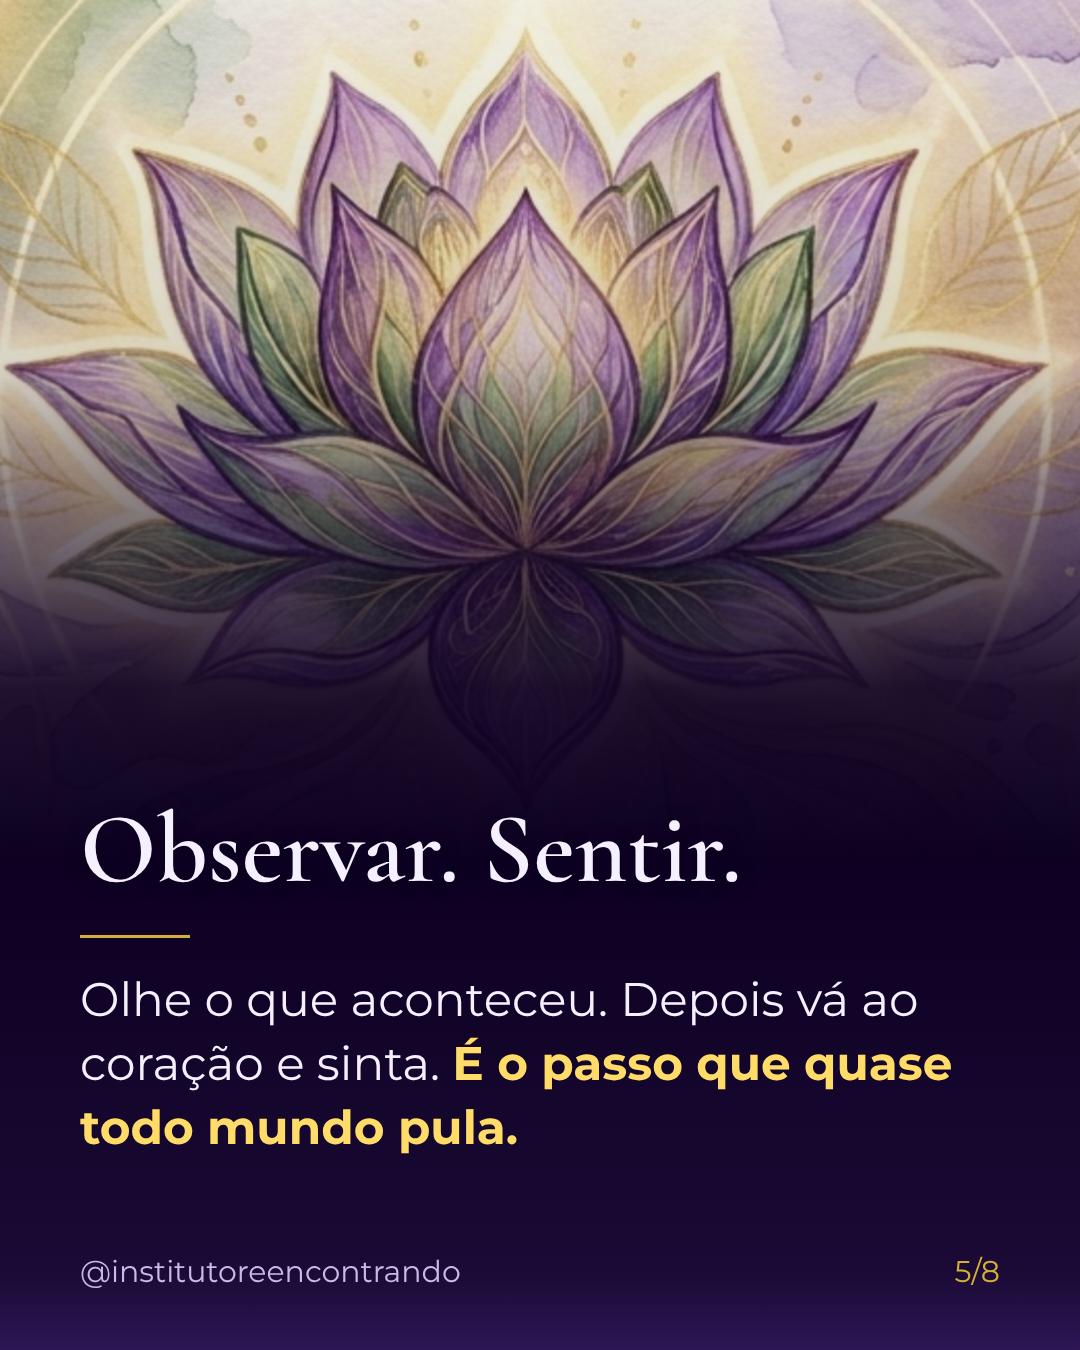 Observar. Sentir.
Olhe o que aconteceu. Depois vá ao
coração e sinta. É o passo que quase
todo mundo pula.
@institutoreencontrando
5/8